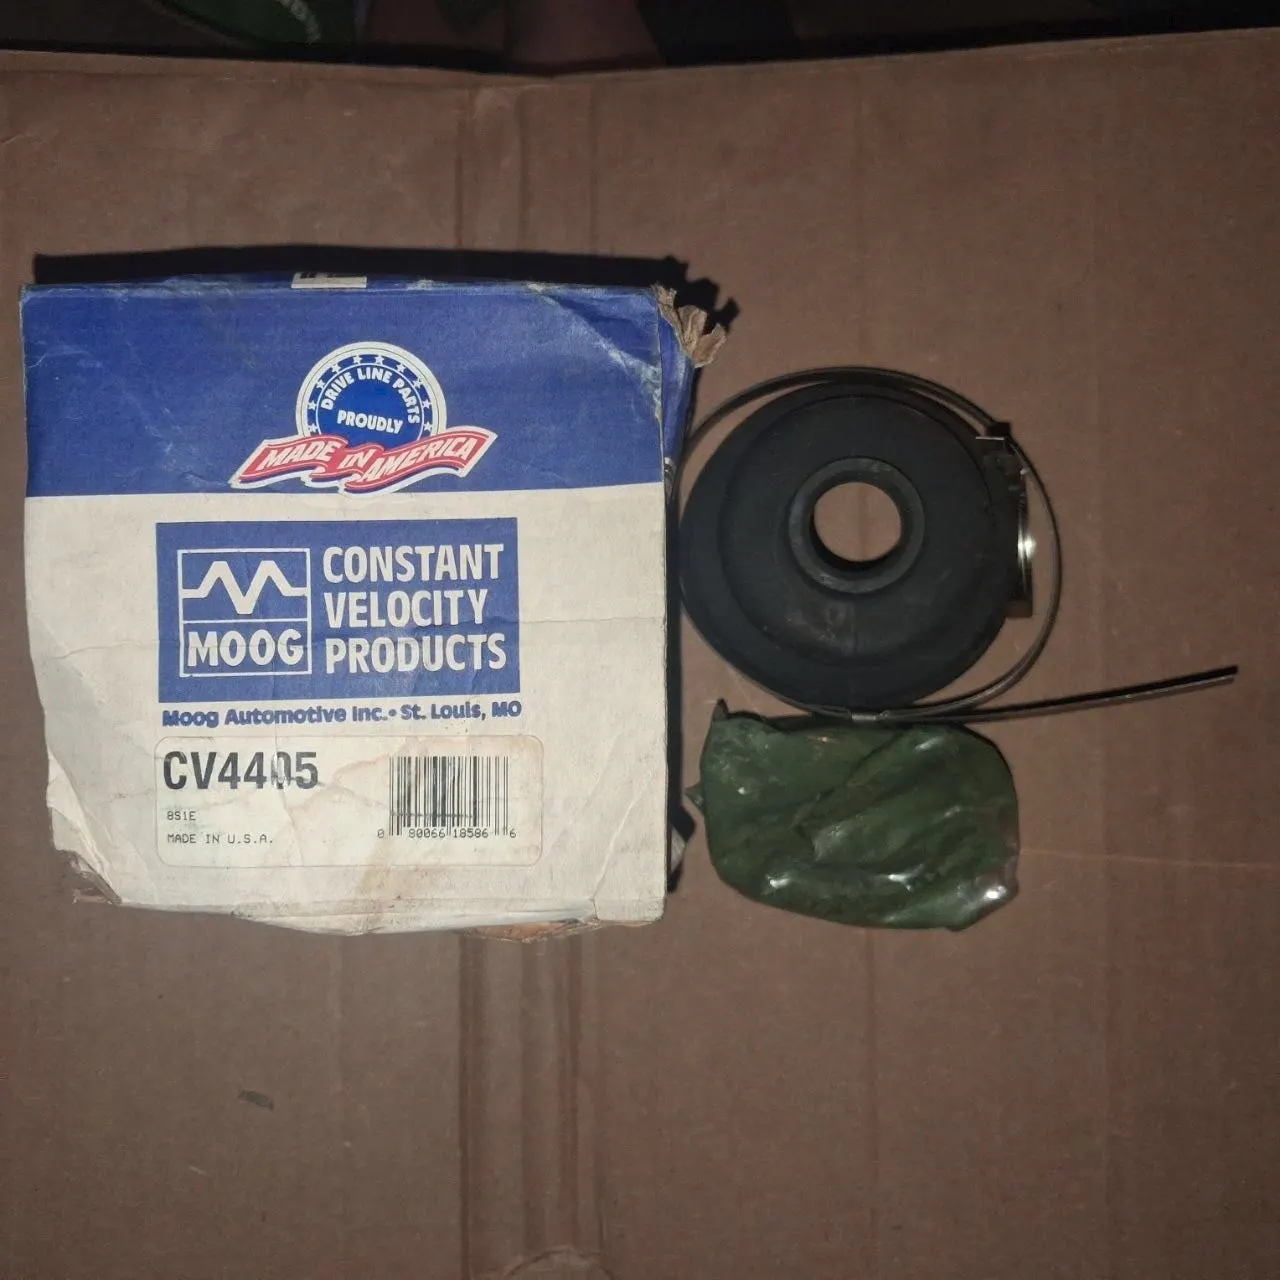 DRIVE LINE PARTS
PROUDLY
MADE IN AMERICA
MOOG
CONSTANT
VELOCITY
PRODUCTS
Moog Automotive Inc. • St. Louis, MO
CV4405
BS1E
MADE IN U.S.A.
0 80066 18586 6